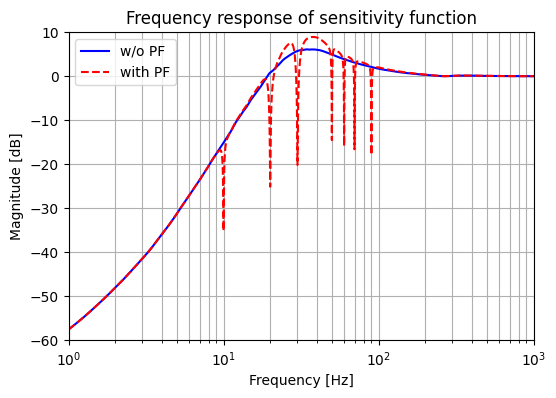 Frequency response of sensitivity function
10
0
−10
−20
−30
−40
−50
−60
Magnitude [dB]
w/o PF
with PF
10⁰
10¹
10²
10³
Frequency [Hz]